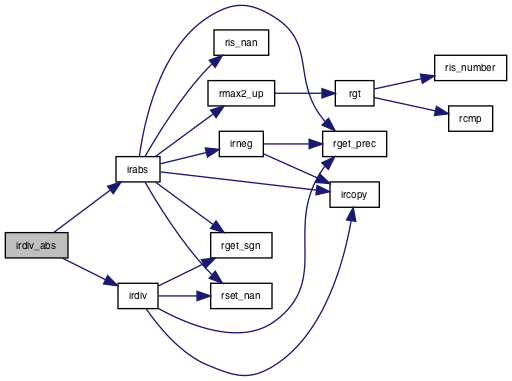 ris_nan
ris_number
rmax2_up
rgt
rcmp
irneg
rget_prec
irabs
ircopy
irdiv_abs
rget_sgn
irdiv
rset_nan